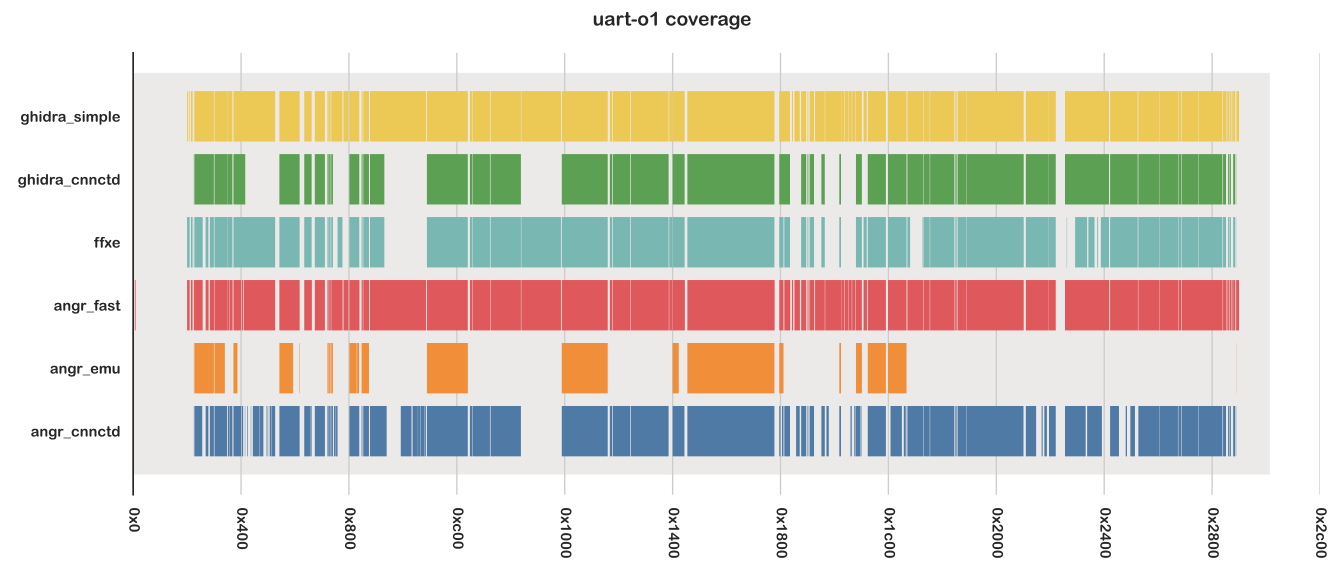 uart-o1 coverage
ghidra_simple
ghidra_cnnctd
ffxe
angr_fast
angr_emu
angr_cnnctd
0x0
0x400
0x800
0xc00
0x1000
0x1400
0x1800
0x1c00
0x2000
0x2400
0x2800
0x2c00